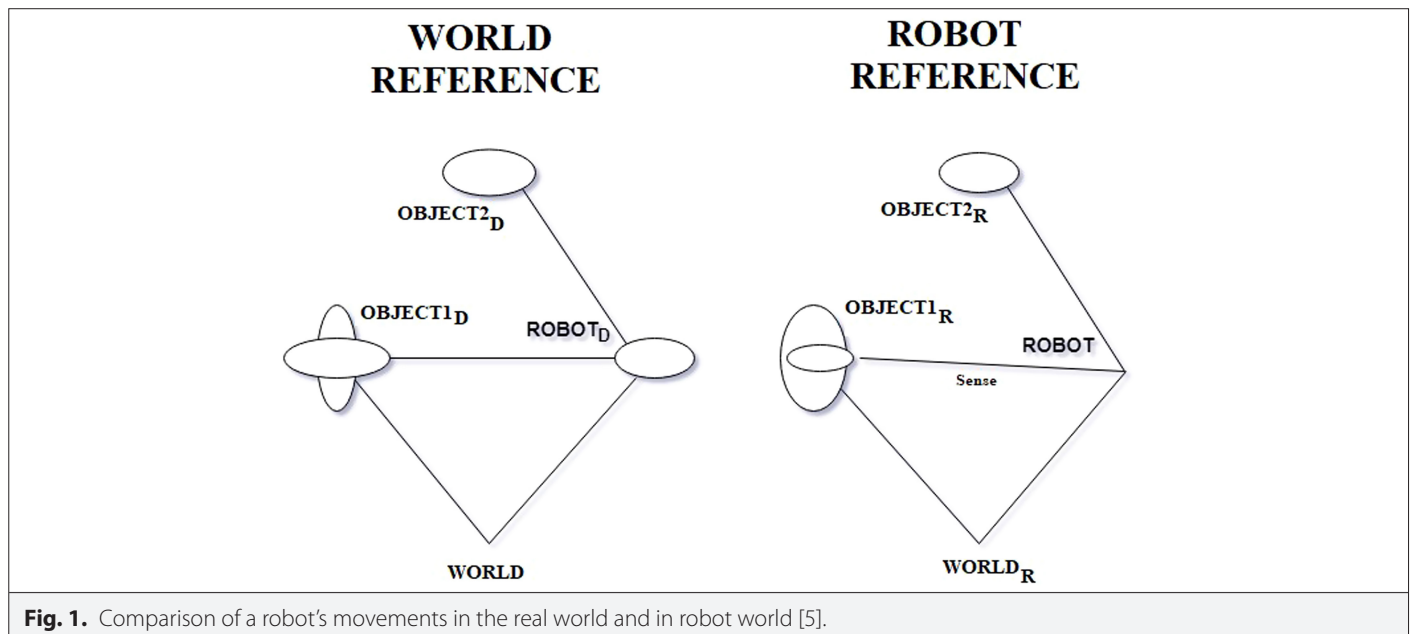 WORLD
REFERENCE
OBJECT2D
OBJECT1D
ROBOTD
WORLD
ROBOT
REFERENCE
OBJECT2R
OBJECT1R
ROBOT
Sense
WORLDR
Fig. 1. Comparison of a robot’s movements in the real world and in robot world [5].